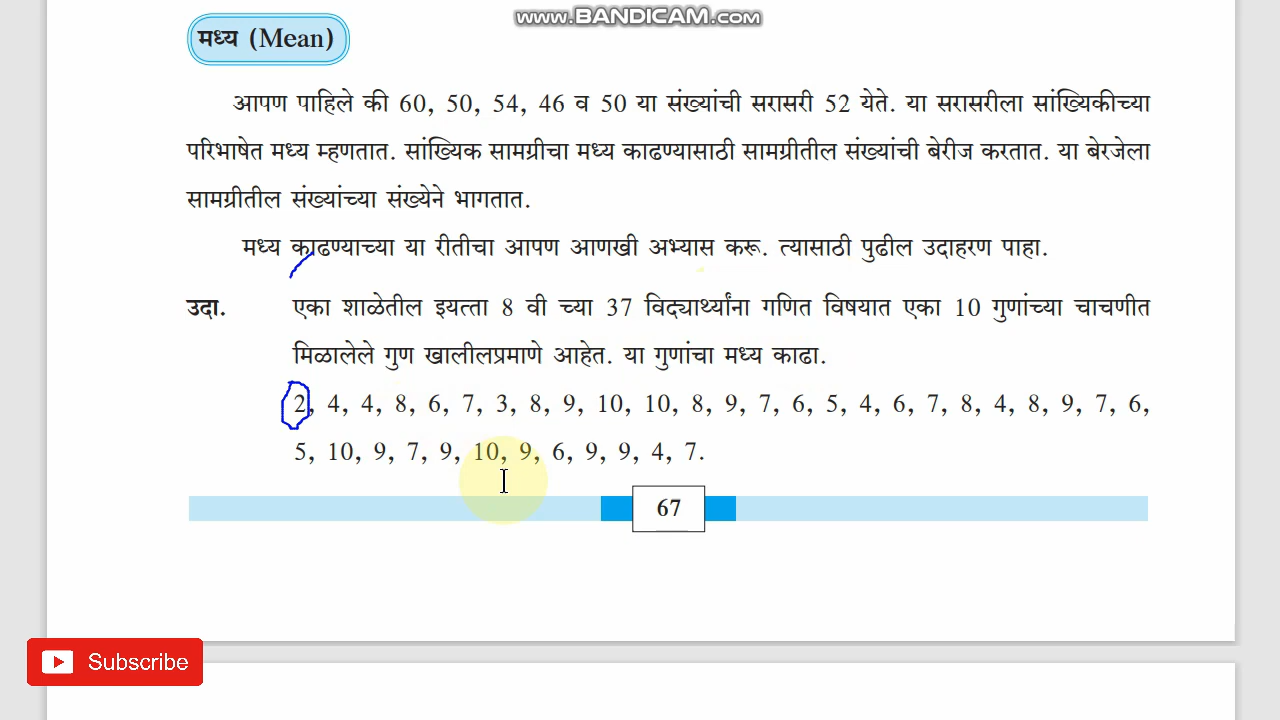 www.BANDICAM.com
मध्य (Mean)
आपण पाहिले की 60, 50, 54, 46 व 50 या संख्यांची सरासरी 52 येते. या सरासरीला सांख्यिकीच्या
परिभाषेत मध्य म्हणतात. सांख्यिक सामग्रीचा मध्य काढण्यासाठी सामग्रीतील संख्यांची बेरीज करतात. या बेरजेला
सामग्रीतील संख्यांच्या संख्येने भागतात.
मध्य काढण्याच्या या रीतीचा आपण आणखी अभ्यास करू. त्यासाठी पुढील उदाहरण पाहा.
उदा. एका शाळेतील इयत्ता 8 वी च्या 37 विद्यार्थ्यांना गणित विषयात एका 10 गुणांच्या चाचणीत
मिळालेले गुण खालीलप्रमाणे आहेत. या गुणांचा मध्य काढा.
2, 4, 4, 8, 6, 7, 3, 8, 9, 10, 10, 8, 9, 7, 6, 5, 4, 6, 7, 8, 4, 8, 9, 7, 6,
5, 10, 9, 7, 9, 10, 9, 6, 9, 9, 4, 7.
67
Subscribe